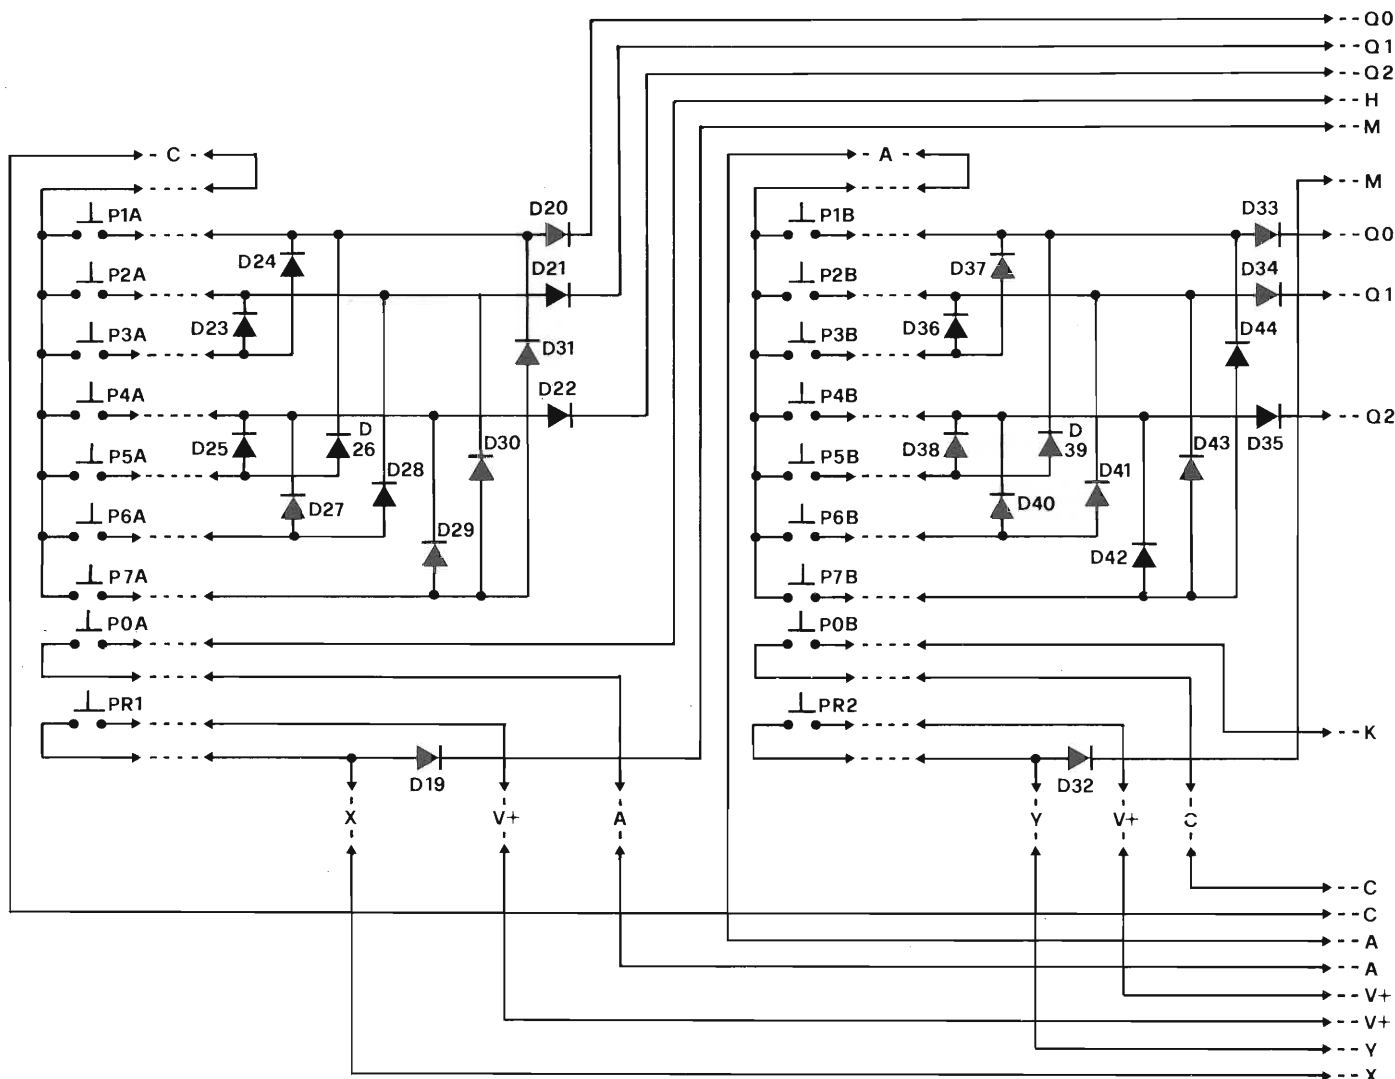 Q0
Q1
Q2
H
M
C
A
M
P1A
D20
P1B
D33
Q0
D24
D21
D37
D34
P2A
P2B
Q1
D23
P3A
D31
D36
P3B
D44
P4A
D22
P4B
Q2
D25
D
26
D30
D38
D
39
D43
D35
P5A
D28
P5B
D41
D27
D40
P6A
D29
P6B
D42
P7A
P7B
P0A
P0B
PR1
PR2
K
D19
D32
X
V+
A
Y
V+
C
C
C
A
A
V+
V+
Y
X